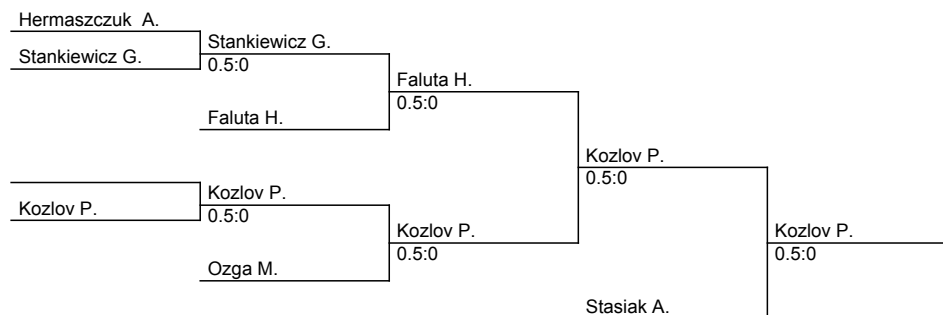 Hermaszczuk  A.
Stankiewicz G.
Stankiewicz G.
0.5:0
Faluta H.
0.5:0
Faluta H.
Kozlov P.
0.5:0
Kozlov P.
Kozlov P.
0.5:0
Kozlov P.
0.5:0
Kozlov P.
0.5:0
Ozga M.
Stasiak A.